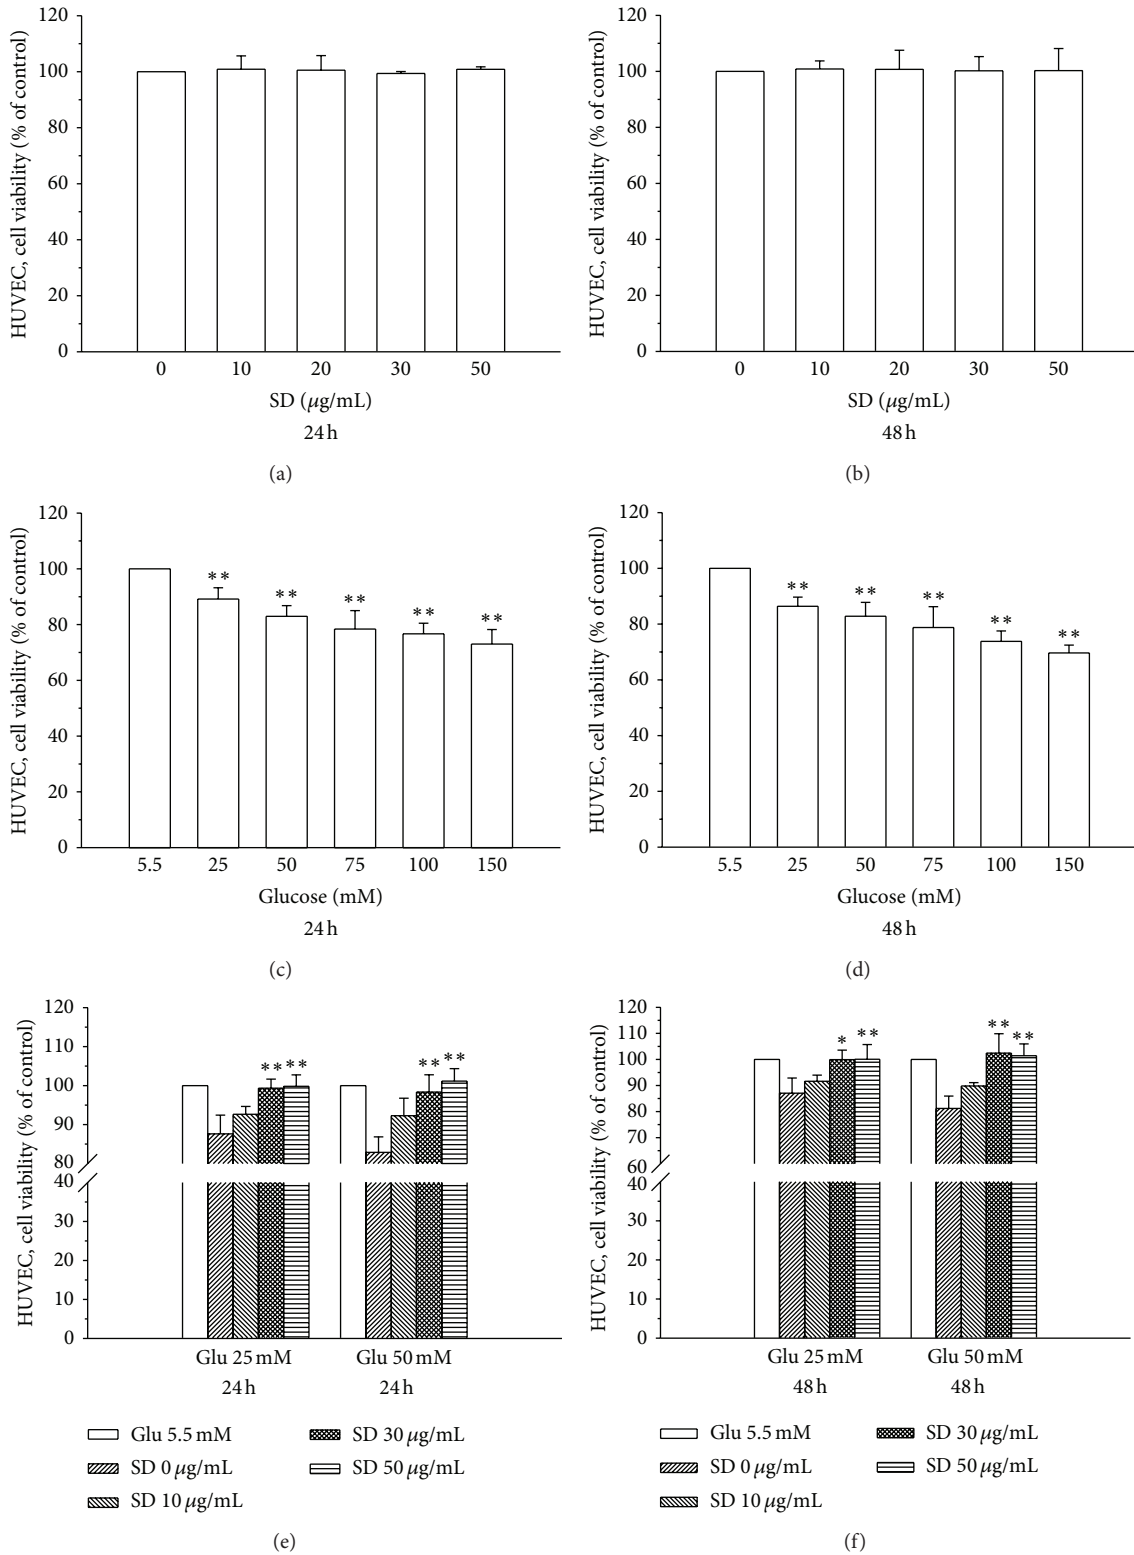 HUVEC, cell viability (% of control)
120
100
80
60
40
20
0
0 10 20 30 50
SD (μg/mL)
24 h
(a)
HUVEC, cell viability (% of control)
120
100
80
60
40
20
0
0 10 20 30 50
SD (μg/mL)
48 h
(b)
HUVEC, cell viability (% of control)
120
100
80
60
40
20
0
** ** ** ** **
5.5 25 50 75 100 150
Glucose (mM)
24 h
(c)
HUVEC, cell viability (% of control)
120
100
80
60
40
20
0
** ** ** ** **
5.5 25 50 75 100 150
Glucose (mM)
48 h
(d)
HUVEC, cell viability (% of control)
120
110
100
90
80
40
30
20
10
0
** ** ** **
Glu 25 mM Glu 50 mM
24 h 24 h
Glu 5.5 mM
SD 0 μg/mL
SD 10 μg/mL
SD 30 μg/mL
SD 50 μg/mL
(e)
HUVEC, cell viability (% of control)
120
110
100
90
80
70
60
40
30
20
10
0
* ** ** **
Glu 25 mM Glu 50 mM
48 h 48 h
Glu 5.5 mM
SD 0 μg/mL
SD 10 μg/mL
SD 30 μg/mL
SD 50 μg/mL
(f)